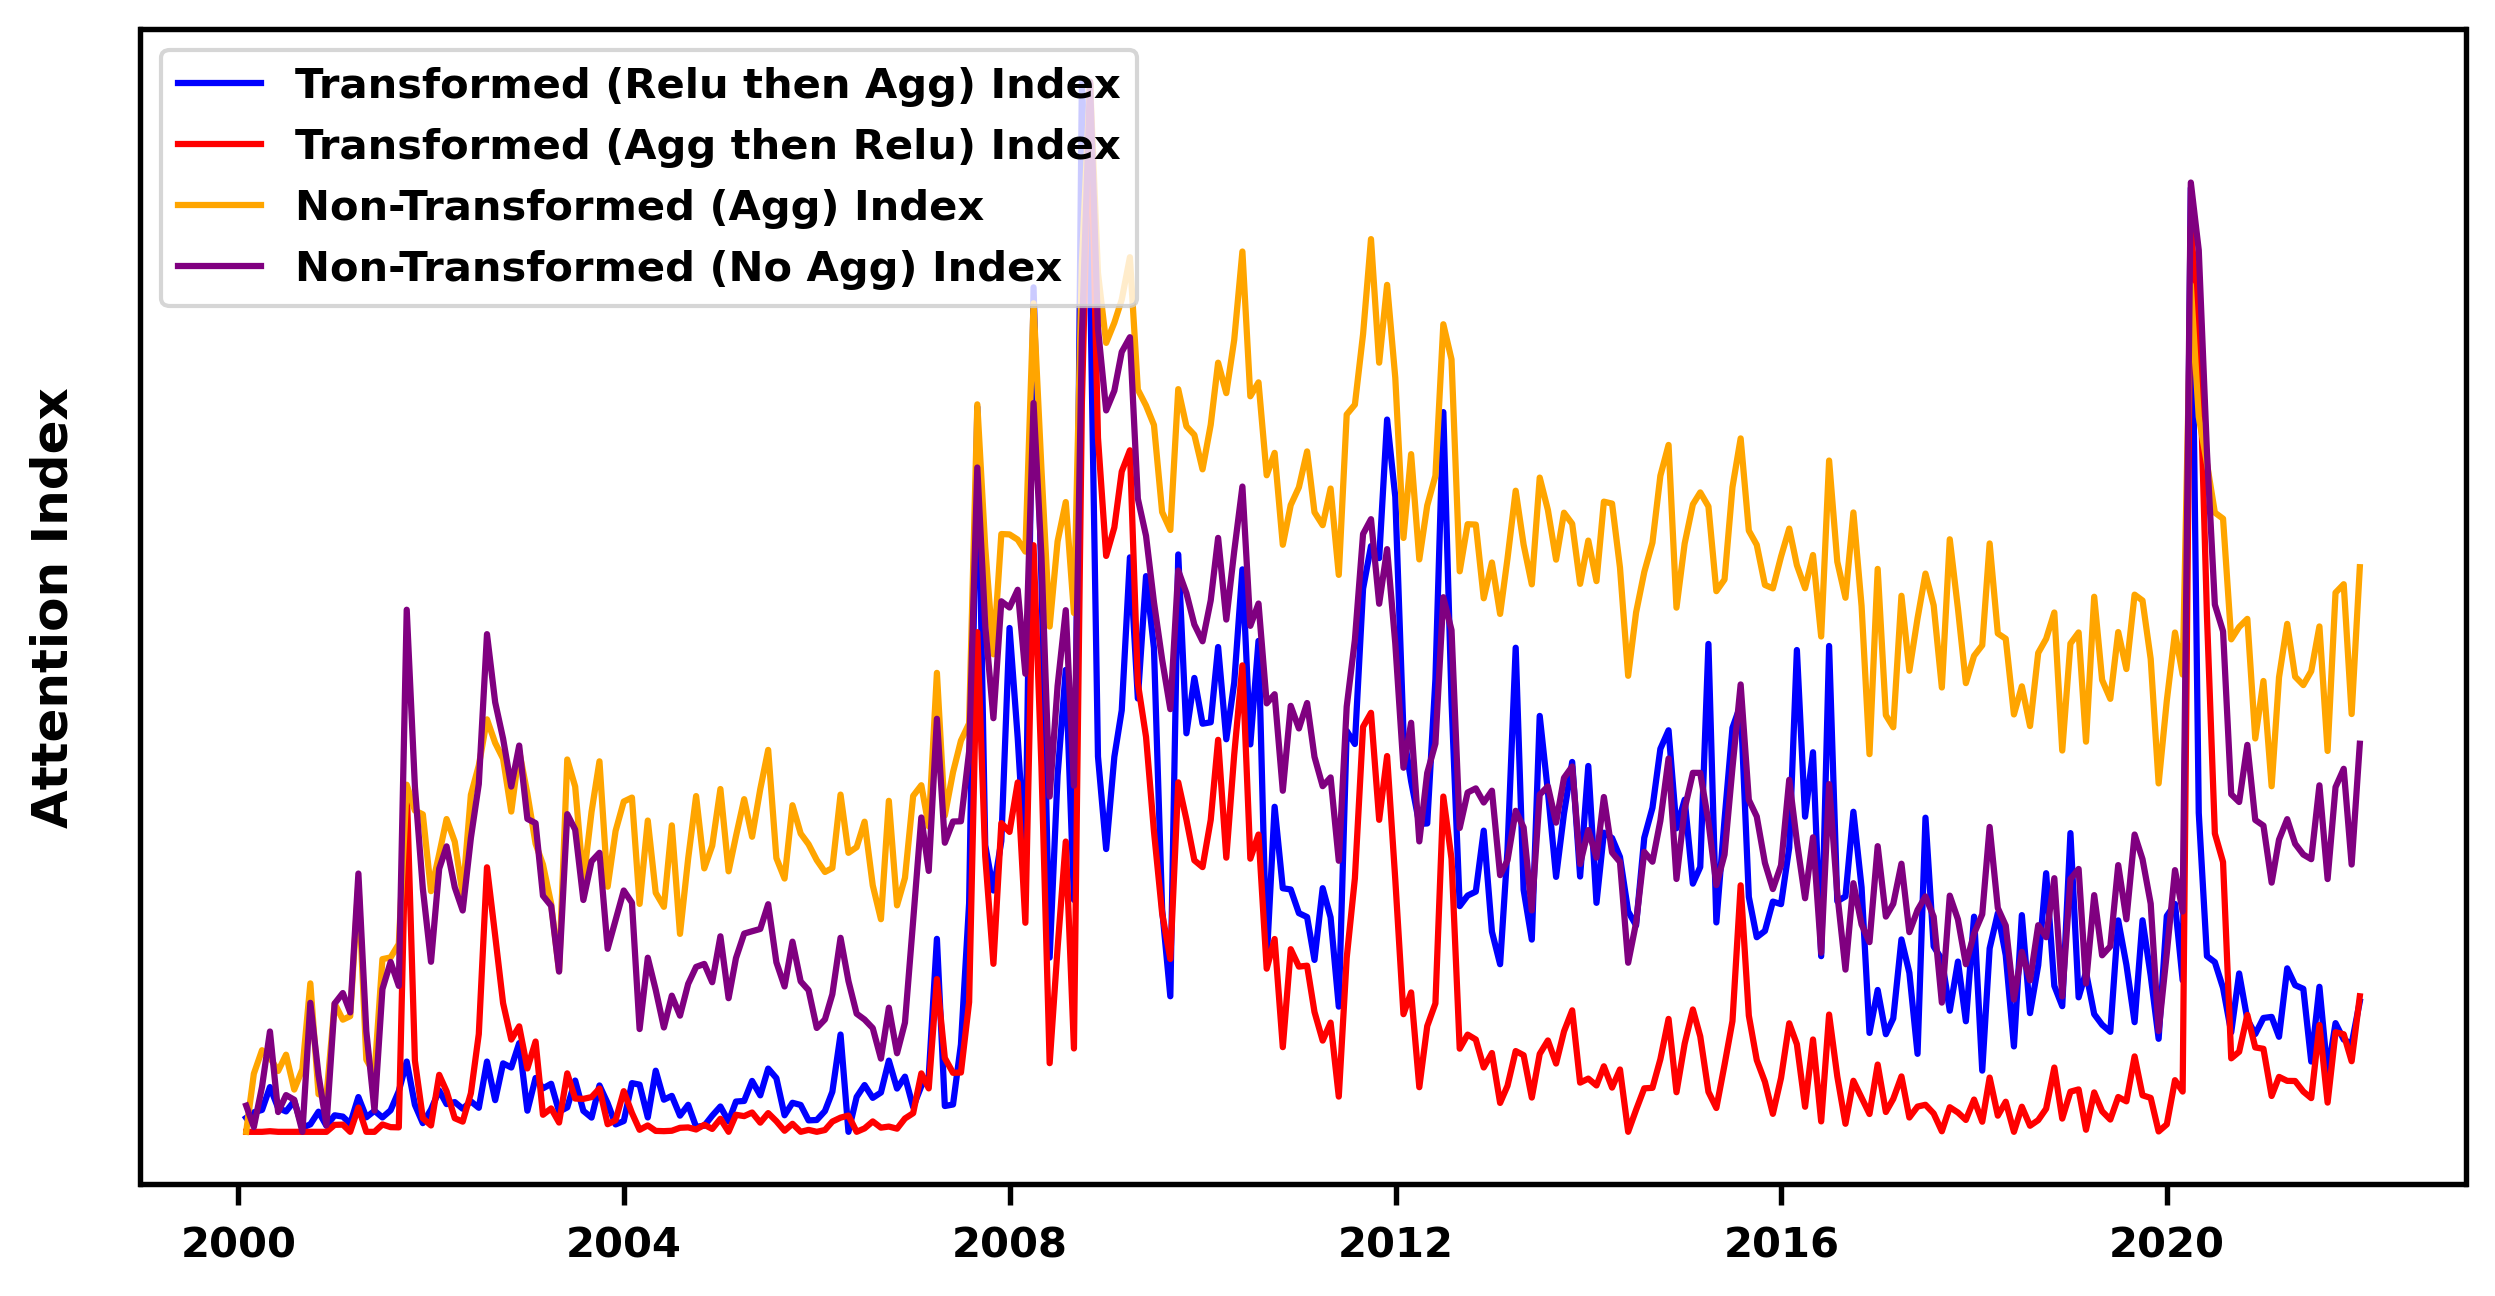 Transformed (Relu then Agg) Index
Transformed (Agg then Relu) Index
Non-Transformed (Agg) Index
Non-Transformed (No Agg) Index
Attention Index
2000 2004 2008 2012 2016 2020